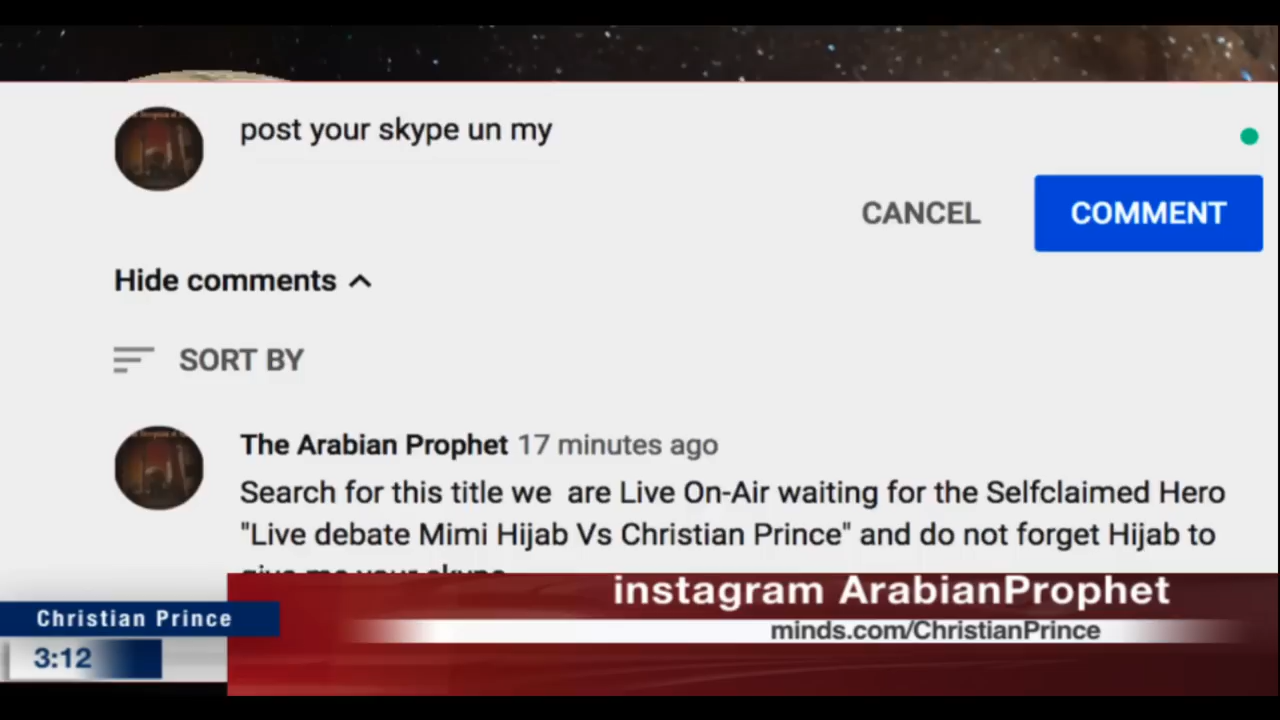 post your skype un my
CANCEL
COMMENT
Hide comments
SORT BY
The Arabian Prophet 17 minutes ago
Search for this title we are Live On-Air waiting for the Selfclaimed Hero
"Live debate Mimi Hijab Vs Christian Prince" and do not forget Hijab to
give me your skype
instagram ArabianProphet
Christian Prince
minds.com/ChristianPrince
3:12